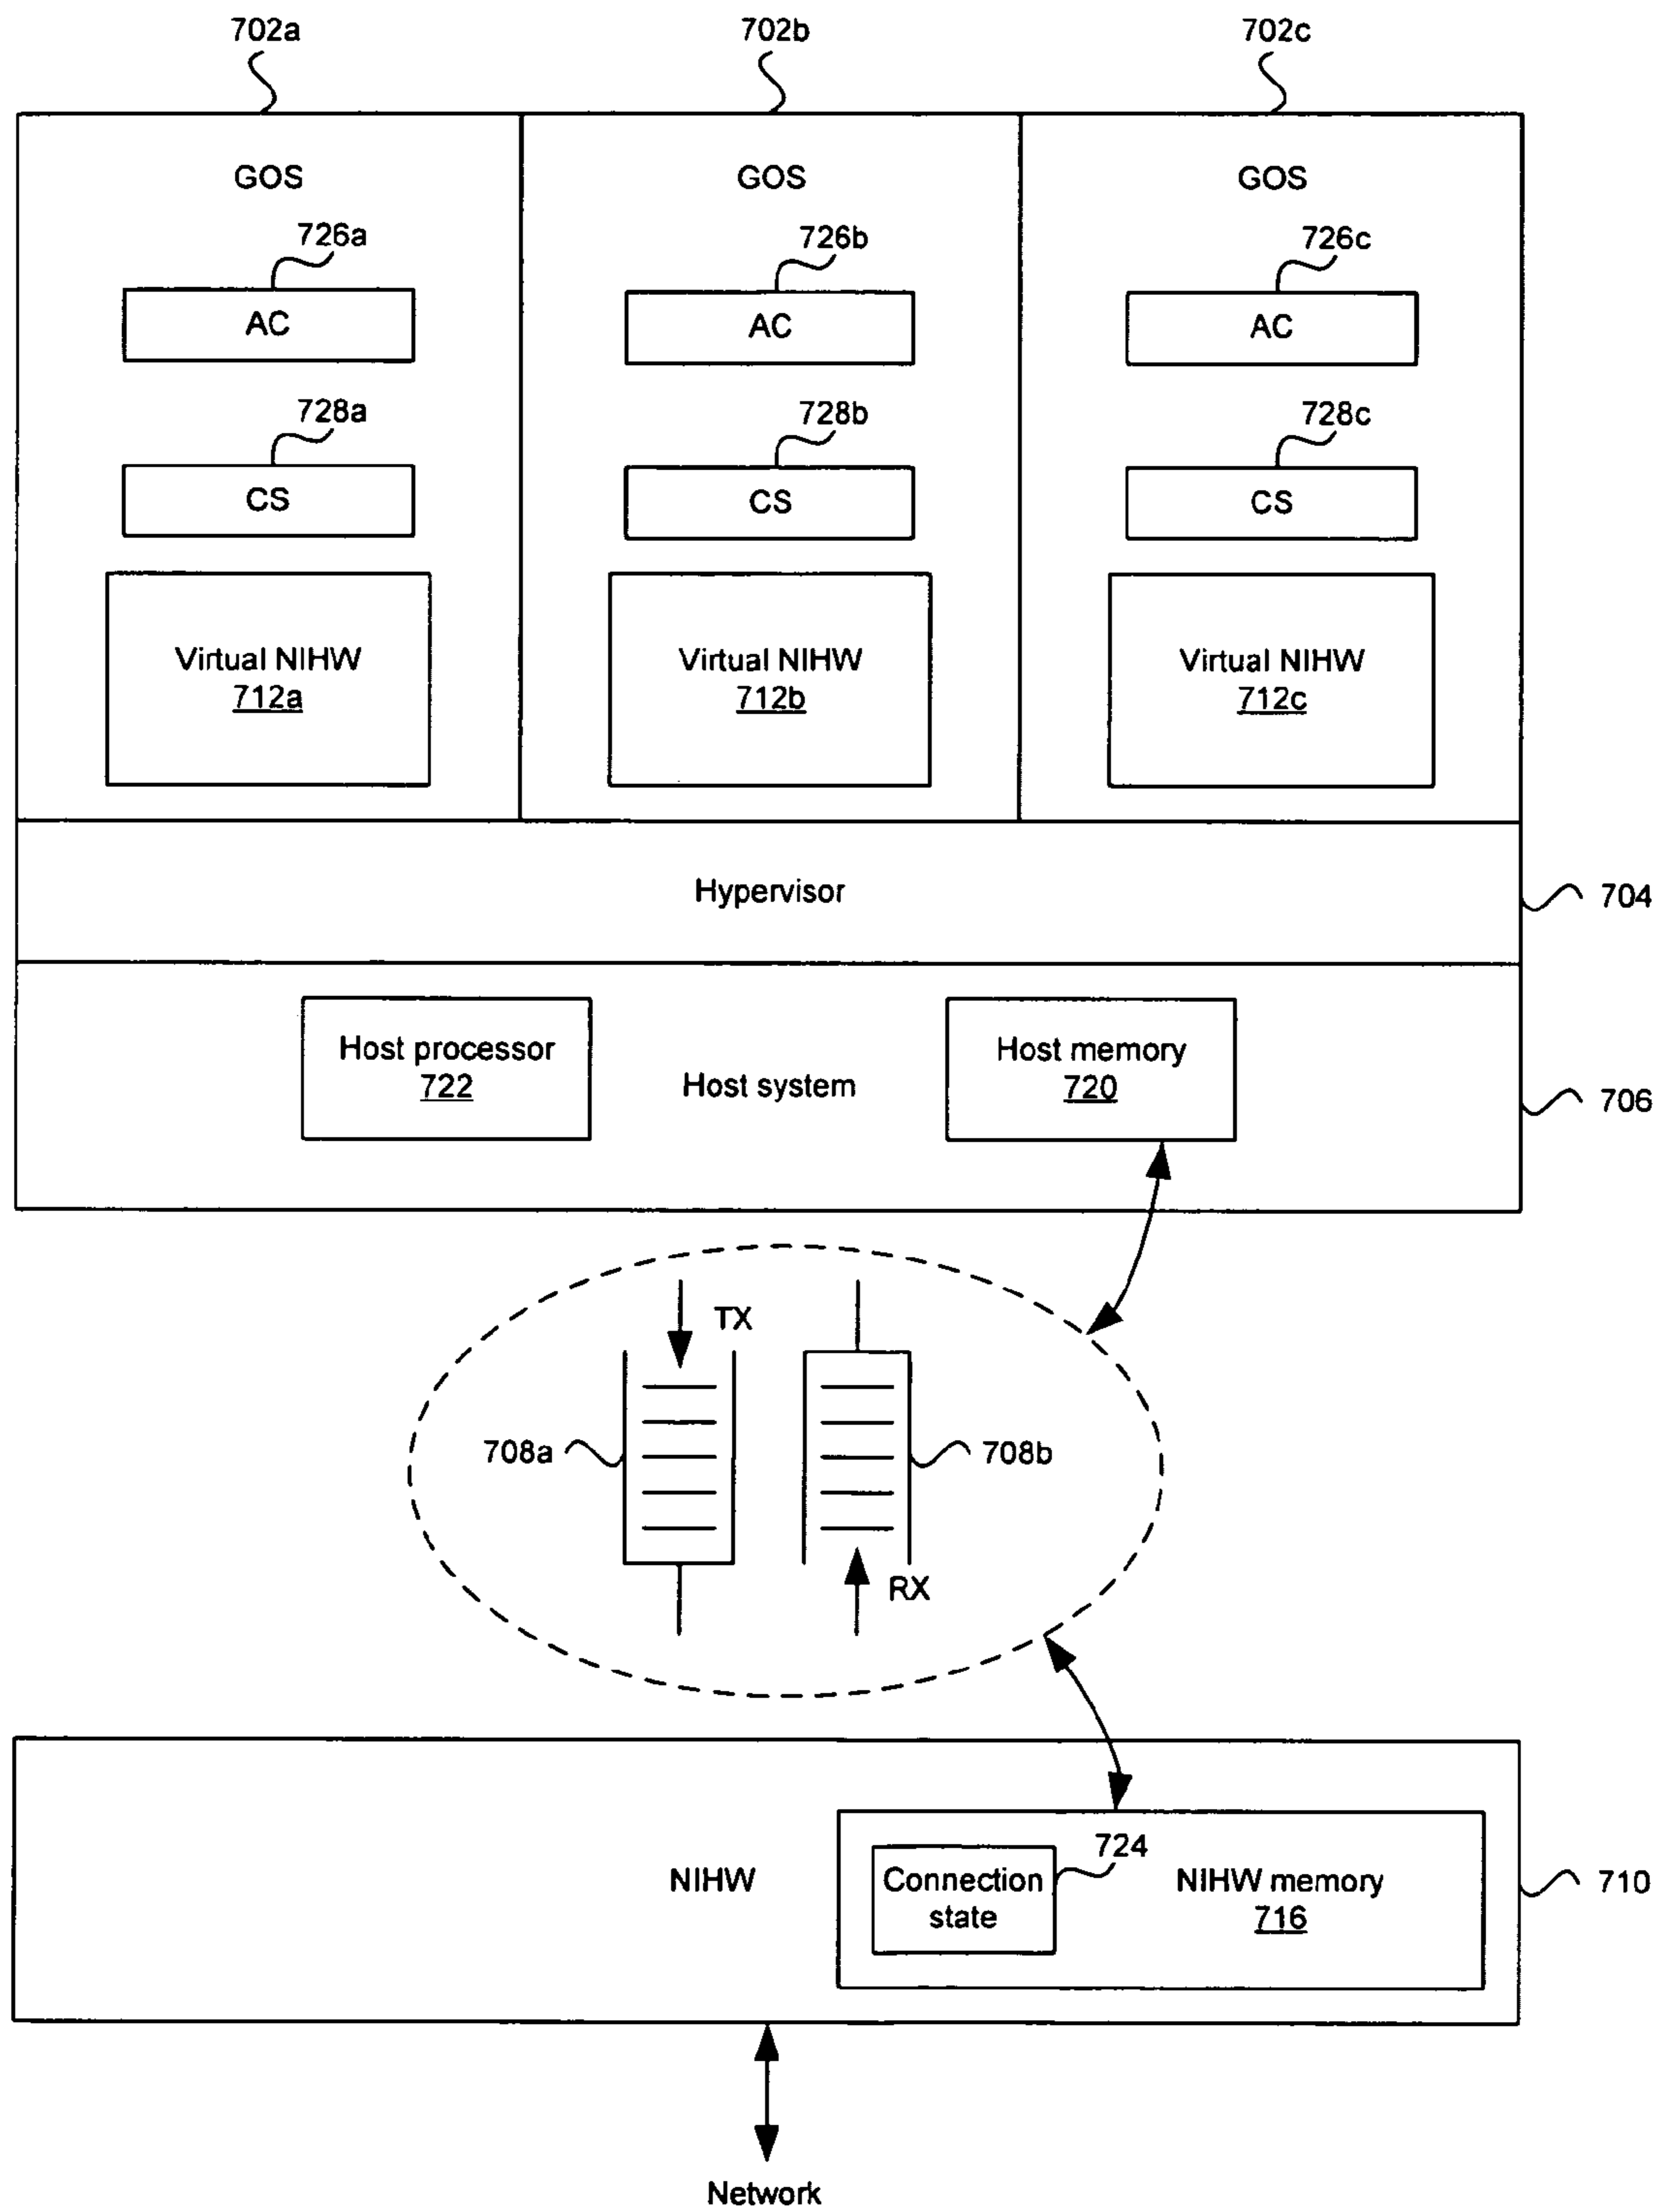 702a 702b 702c
GOS GOS GOS
726a 726b 726c
AC AC AC
728a 728b 728c
CS CS CS
Virtual NIHW Virtual NIHW Virtual NIHW
712a 712b 712c
Hypervisor 704
Host processor Host memory
722 Host system 720 706
TX
708a 708b
RX
724
Connection NIHW NIHW memory 710
state 716
Network